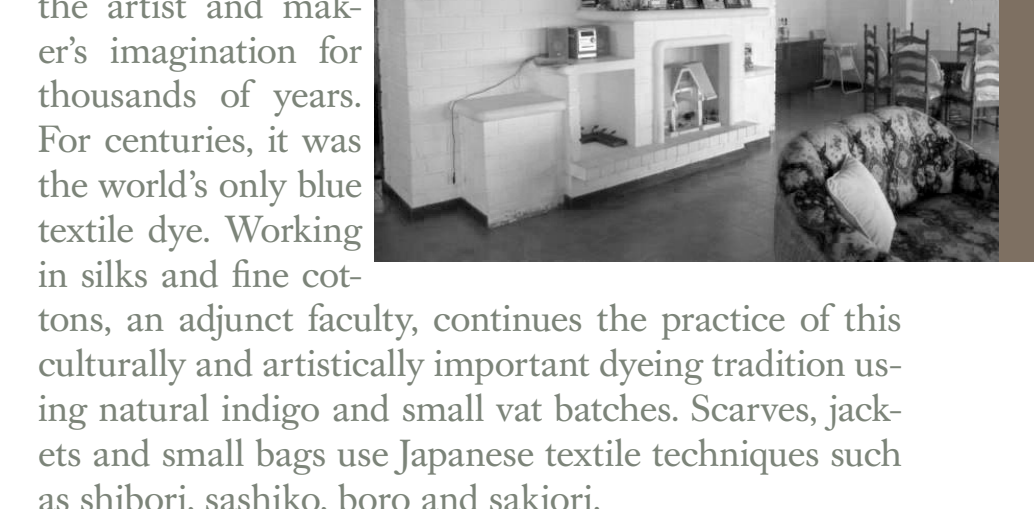 the artist and mak-
er's imagination for
thousands of years.
For centuries, it was
the world's only blue
textile dye. Working
in silks and fine cot-
tons, an adjunct faculty, continues the practice of this
culturally and artistically important dyeing tradition us-
ing natural indigo and small vat batches. Scarves, jack-
ets and small bags use Japanese textile techniques such
as shibori, sashiko, boro and sakiori.